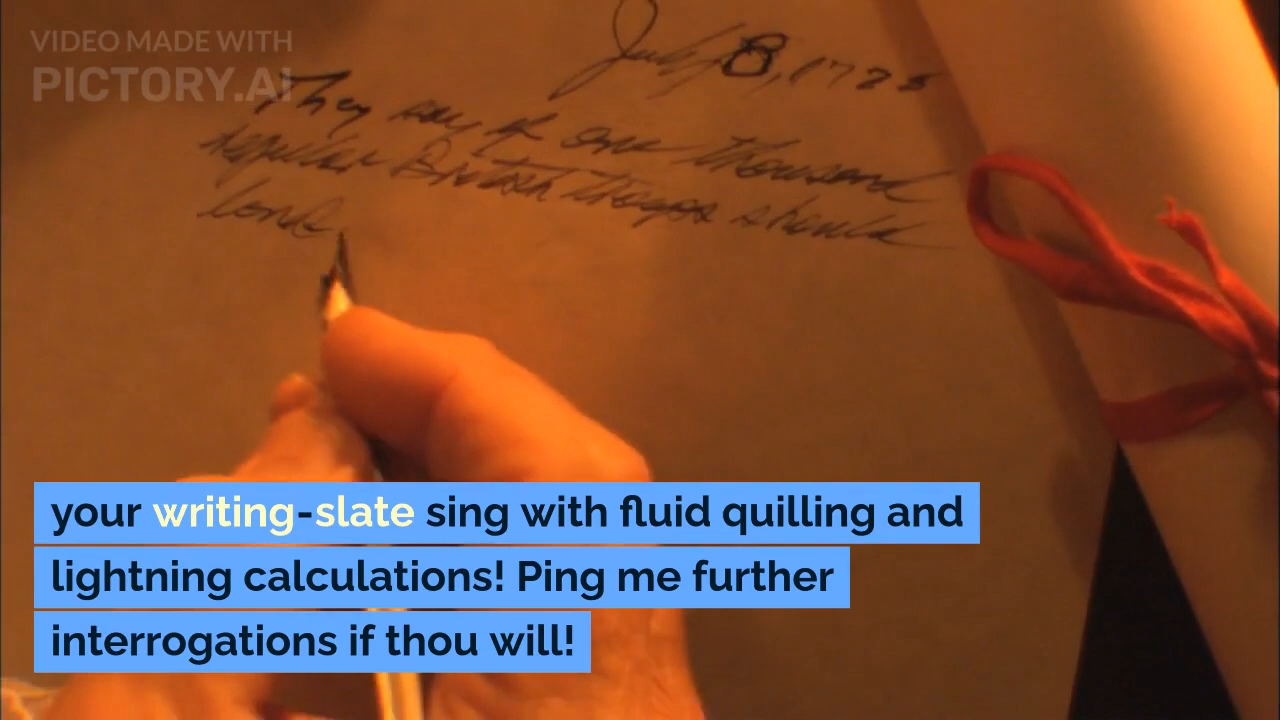 VIDEO MADE WITH
PICTORY.AI
July 8, 1775
They say if one thousand
regular British troops should
land
your writing-slate sing with fluid quilling and
lightning calculations! Ping me further
interrogations if thou will!